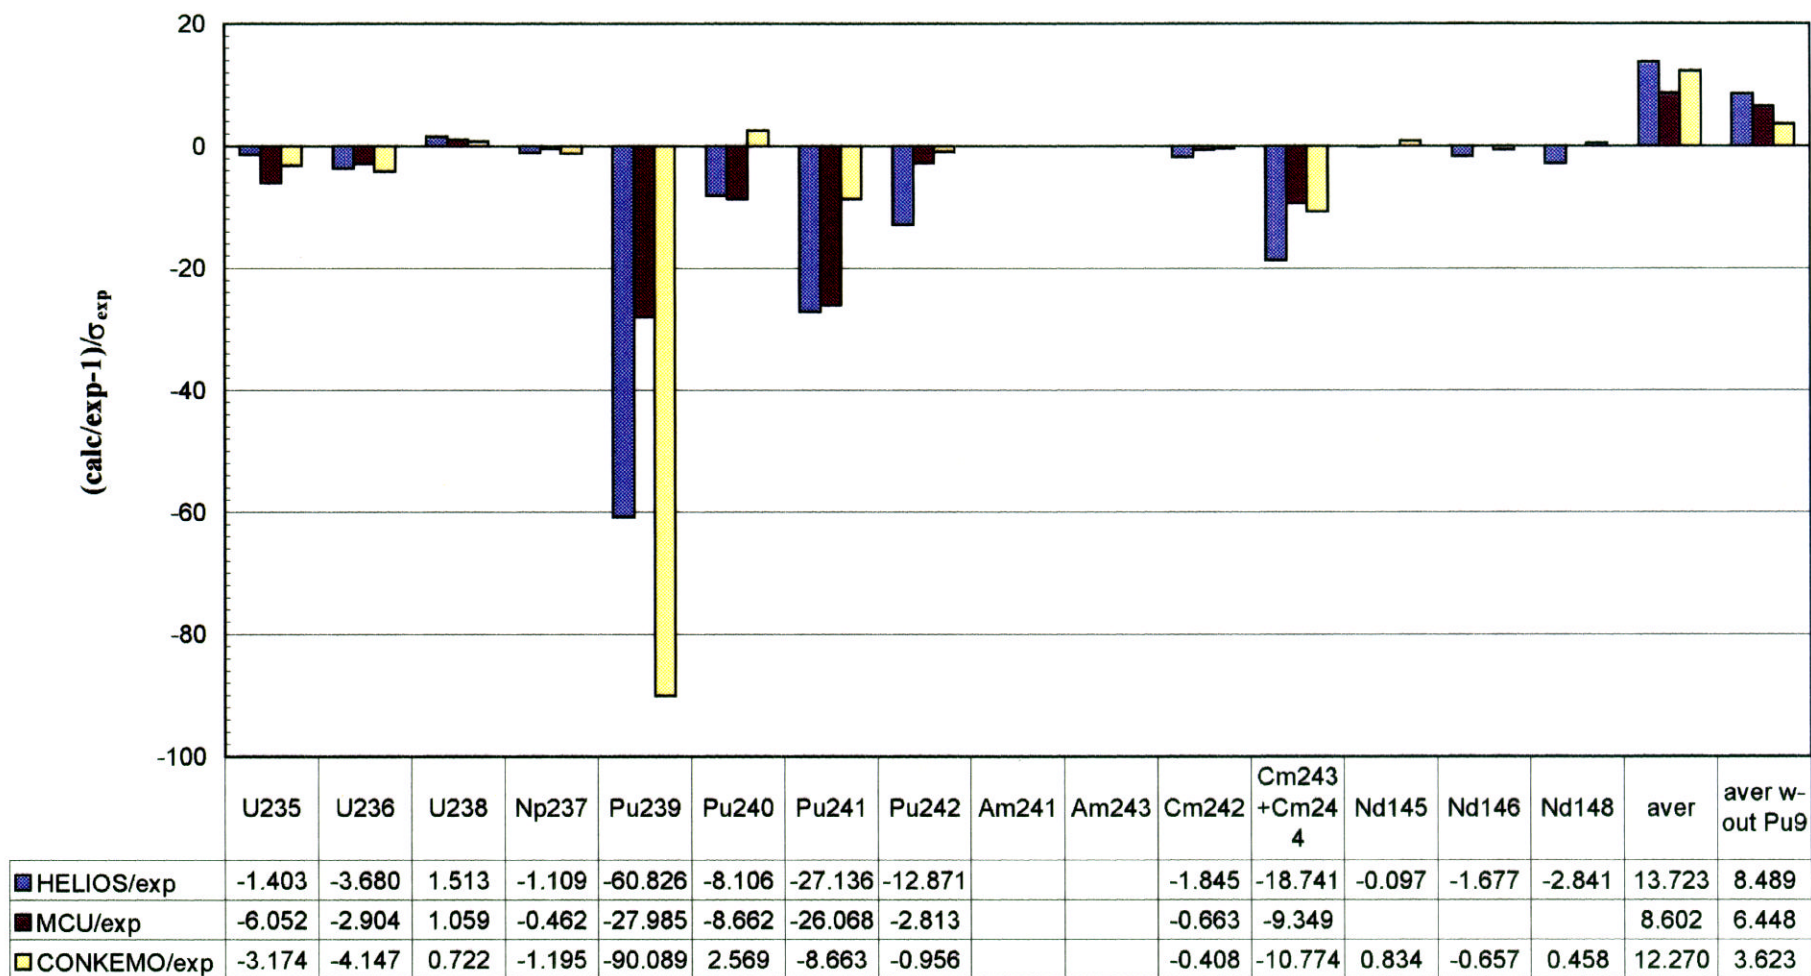 20
0
-20
-40
-60
-80
-100
(calc/exp-1)/σexp
U235 U236 U238 Np237 Pu239 Pu240 Pu241 Pu242 Am241 Am243 Cm242 Cm243 +Cm24 4 Nd145 Nd146 Nd148 aver aver w-out Pu9
HELIOS/exp -1.403 -3.680 1.513 -1.109 -60.826 -8.106 -27.136 -12.871 -1.845 -18.741 -0.097 -1.677 -2.841 13.723 8.489
MCU/exp -6.052 -2.904 1.059 -0.462 -27.985 -8.662 -26.068 -2.813 -0.663 -9.349 8.602 6.448
CONKEMO/exp -3.174 -4.147 0.722 -1.195 -90.089 2.569 -8.663 -0.956 -0.408 -10.774 0.834 -0.657 0.458 12.270 3.623